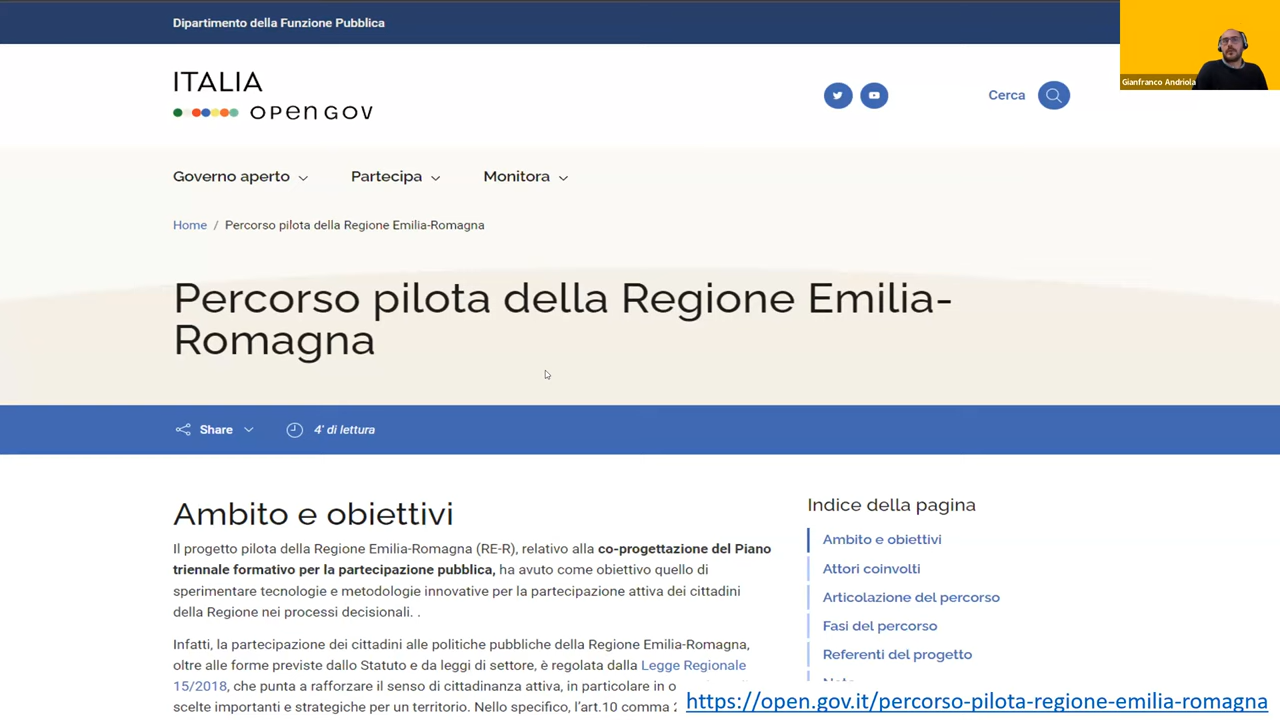 Dipartimento della Funzione Pubblica
Gianfranco Andriola
ITALIA
OPEN GOV
Cerca
Governo aperto
Partecipa
Monitora
Home / Percorso pilota della Regione Emilia-Romagna
Percorso pilota della Regione Emilia-
Romagna
Share
4' di lettura
Ambito e obiettivi
Il progetto pilota della Regione Emilia-Romagna (RE-R), relativo alla co-progettazione del Piano
triennale formativo per la partecipazione pubblica, ha avuto come obiettivo quello di
sperimentare tecnologie e metodologie innovative per la partecipazione attiva dei cittadini
della Regione nei processi decisionali. .
Infatti, la partecipazione dei cittadini alle politiche pubbliche della Regione Emilia-Romagna,
oltre alle forme previste dallo Statuto e da leggi di settore, è regolata dalla Legge Regionale
15/2018, che punta a rafforzare il senso di cittadinanza attiva, in particolare in
scelte importanti e strategiche per un territorio. Nello specifico, l'art.10 comma
Indice della pagina
Ambito e obiettivi
Attori coinvolti
Articolazione del percorso
Fasi del percorso
Referenti del progetto
https://open.gov.it/percorso-pilota-regione-emilia-romagna